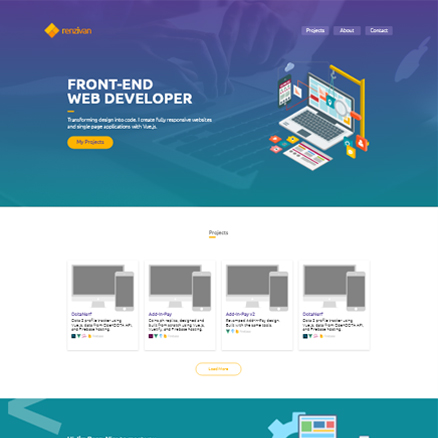 renzivan
Projects
About
Contact
FRONT-END
WEB DEVELOPER
Transforming design into code. I create fully responsive websites
and single page applications with Vue.js.
My Projects
Projects
DotaNerf
Dota 2 profile tracker using
Vue.js, data from OpenDOTA API,
and Firebase hosting.
Add-In-Pay
built from scratch using Vue.js,
Vuetify, and Firebase hosting.
Add-In-Pay v2
Revamped Add-In-Pay design.
Built with the same tools.
DotaNerf
Dota 2 profile tracker using
Vue.js, data from OpenDOTA API,
and Firebase hosting.
Load More